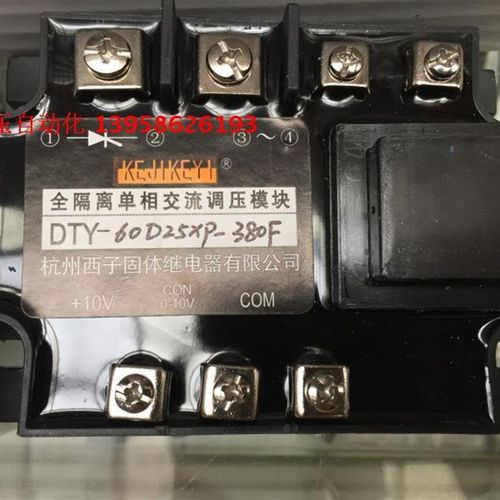 压自动化 13958626193
① ② ③～④
KEJIKEYI®
全隔离单相交流调压模块
DTY-60D25XP-380F
杭州西子固体继电器有限公司
+10V CON 0-10V COM